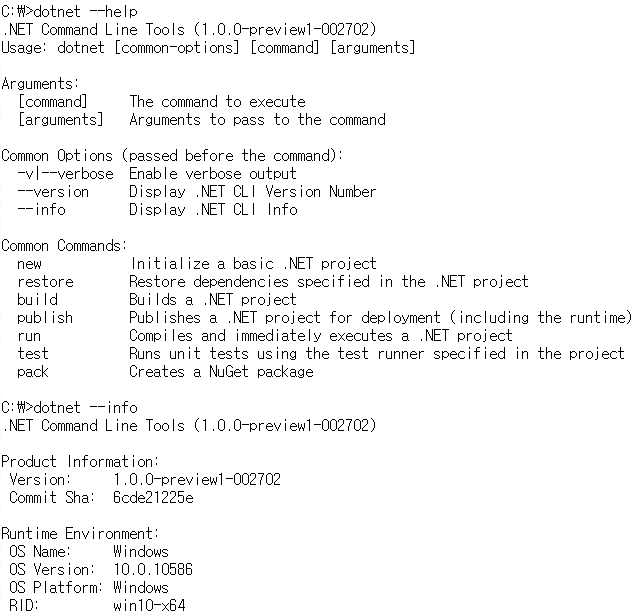 C:₩>dotnet --help
.NET Command Line Tools (1.0.0-preview1-002702)
Usage: dotnet [common-options] [command] [arguments]

Arguments:
  [command]     The command to execute
  [arguments]   Arguments to pass to the command

Common Options (passed before the command):
  -v|--verbose  Enable verbose output
  --version     Display .NET CLI Version Number
  --info        Display .NET CLI Info

Common Commands:
  new           Initialize a basic .NET project
  restore       Restore dependencies specified in the .NET project
  build         Builds a .NET project
  publish       Publishes a .NET project for deployment (including the runtime)
  run           Compiles and immediately executes a .NET project
  test          Runs unit tests using the test runner specified in the project
  pack          Creates a NuGet package

C:₩>dotnet --info
.NET Command Line Tools (1.0.0-preview1-002702)

Product Information:
 Version:     1.0.0-preview1-002702
 Commit Sha:  6cde21225e

Runtime Environment:
 OS Name:     Windows
 OS Version:  10.0.10586
 OS Platform: Windows
 RID:         win10-x64